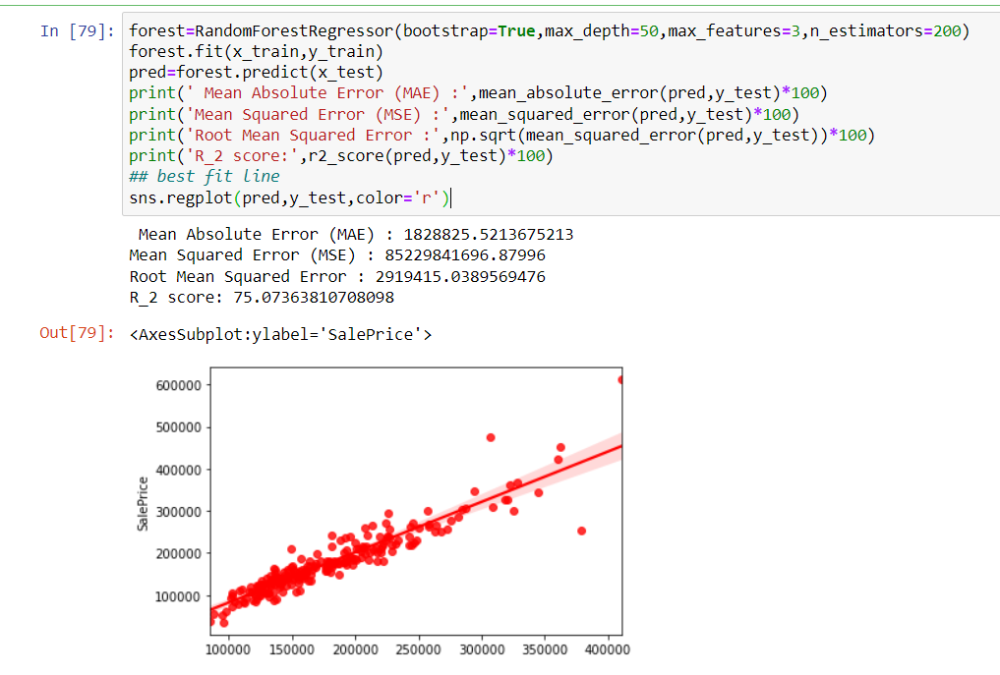 In [79]: forest=RandomForestRegressor(bootstrap=True,max_depth=50,max_features=3,n_estimators=200)
forest.fit(x_train,y_train)
pred=forest.predict(x_test)
print(' Mean Absolute Error (MAE) :',mean_absolute_error(pred,y_test)*100)
print('Mean Squared Error (MSE) :',mean_squared_error(pred,y_test)*100)
print('Root Mean Squared Error :',np.sqrt(mean_squared_error(pred,y_test))*100)
print('R_2 score:',r2_score(pred,y_test)*100)
## best fit line
sns.regplot(pred,y_test,color='r')
Mean Absolute Error (MAE) : 1828825.5213675213
Mean Squared Error (MSE) : 85229841696.87996
Root Mean Squared Error : 2919415.0389569476
R_2 score: 75.07363810708098
Out[79]: <AxesSubplot:ylabel='SalePrice'>
600000
500000
400000
300000
200000
100000
SalePrice
100000 150000 200000 250000 300000 350000 400000